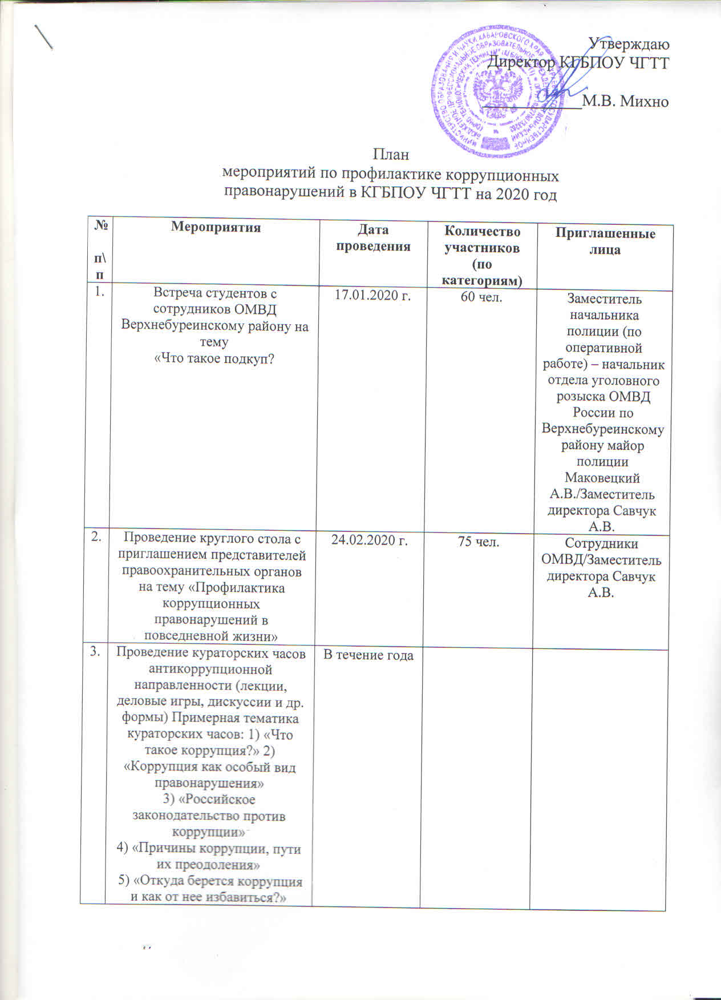 Утверждаю
Директор КГБПОУ ЧГТТ
М.В. Михно
План
мероприятий по профилактике коррупционных
правонарушений в КГБПОУ ЧГТТ на 2020 год
№
п\
п
Мероприятия
Дата
проведения
Количество
участников
(по
категориям)
Приглашенные
лица
1.
Встреча студентов с
сотрудников ОМВД
Верхнебуреинскому району на
тему
«Что такое подкуп?
17.01.2020 г.
60 чел.
Заместитель
начальника
полиции (по
оперативной
работе) – начальник
отдела уголовного
розыска ОМВД
России по
Верхнебуреинскому
району майор
полиции
Маковецкий
А.В./Заместитель
директора Савчук
А.В.
2.
Проведение круглого стола с
приглашением представителей
правоохранительных органов
на тему «Профилактика
коррупционных
правонарушений в
повседневной жизни»
24.02.2020 г.
75 чел.
Сотрудники
ОМВД/Заместитель
директора Савчук
А.В.
3.
Проведение кураторских часов
антикоррупционной
направленности (лекции,
деловые игры, дискуссии и др.
формы) Примерная тематика
кураторских часов: 1) «Что
такое коррупция?» 2)
«Коррупция как особый вид
правонарушения»
3) «Российское
законодательство против
коррупции»
4) «Причины коррупции, пути
их преодоления»
5) «Откуда берется коррупция
и как от нее избавиться?»
В течение года